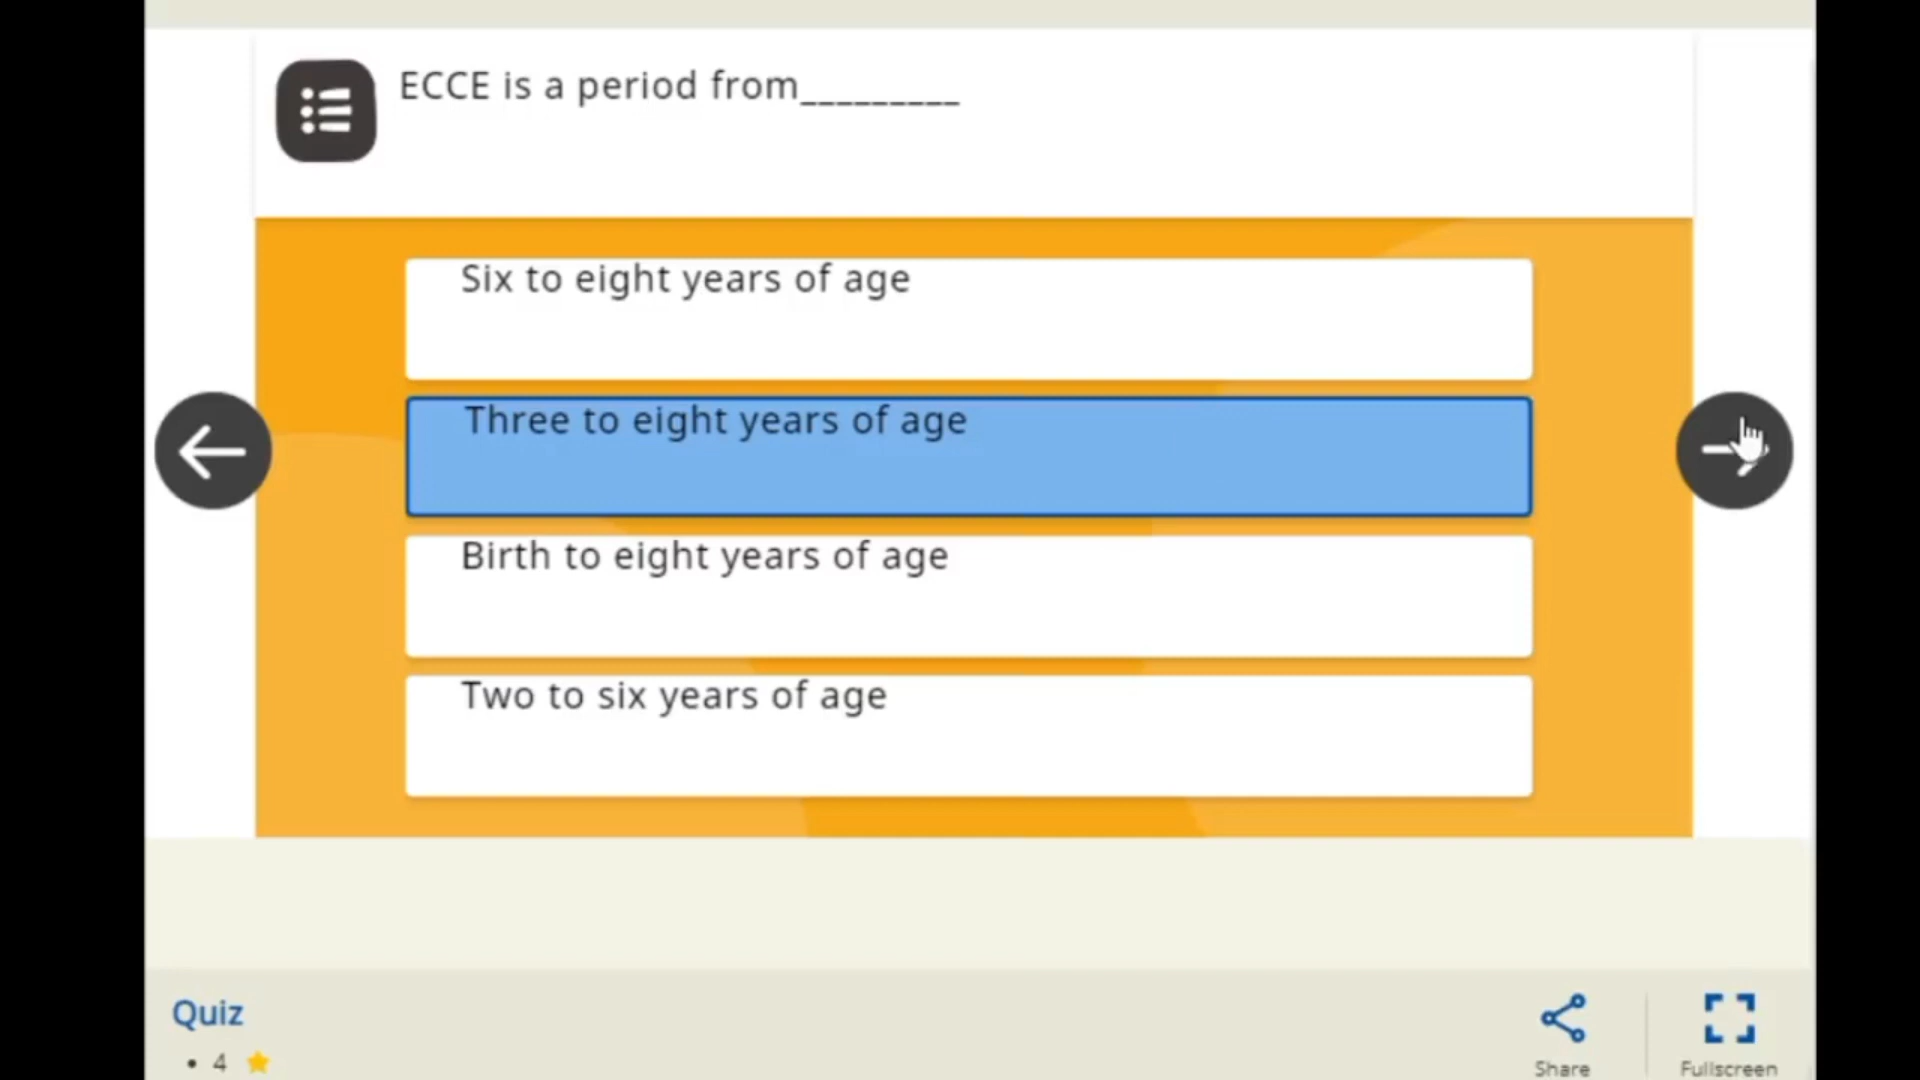 ECCE is a period from_________
Six to eight years of age
Three to eight years of age
Birth to eight years of age
Two to six years of age
Quiz
• 4
Share
Fullscreen